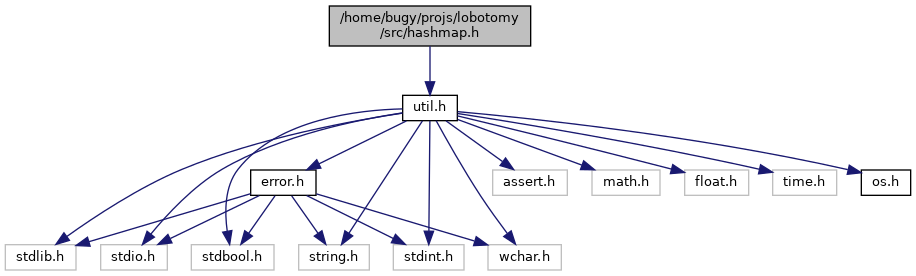 /home/bugy/projs/lobotomy
/src/hashmap.h
util.h
error.h
assert.h
math.h
float.h
time.h
os.h
stdlib.h
stdio.h
stdbool.h
string.h
stdint.h
wchar.h